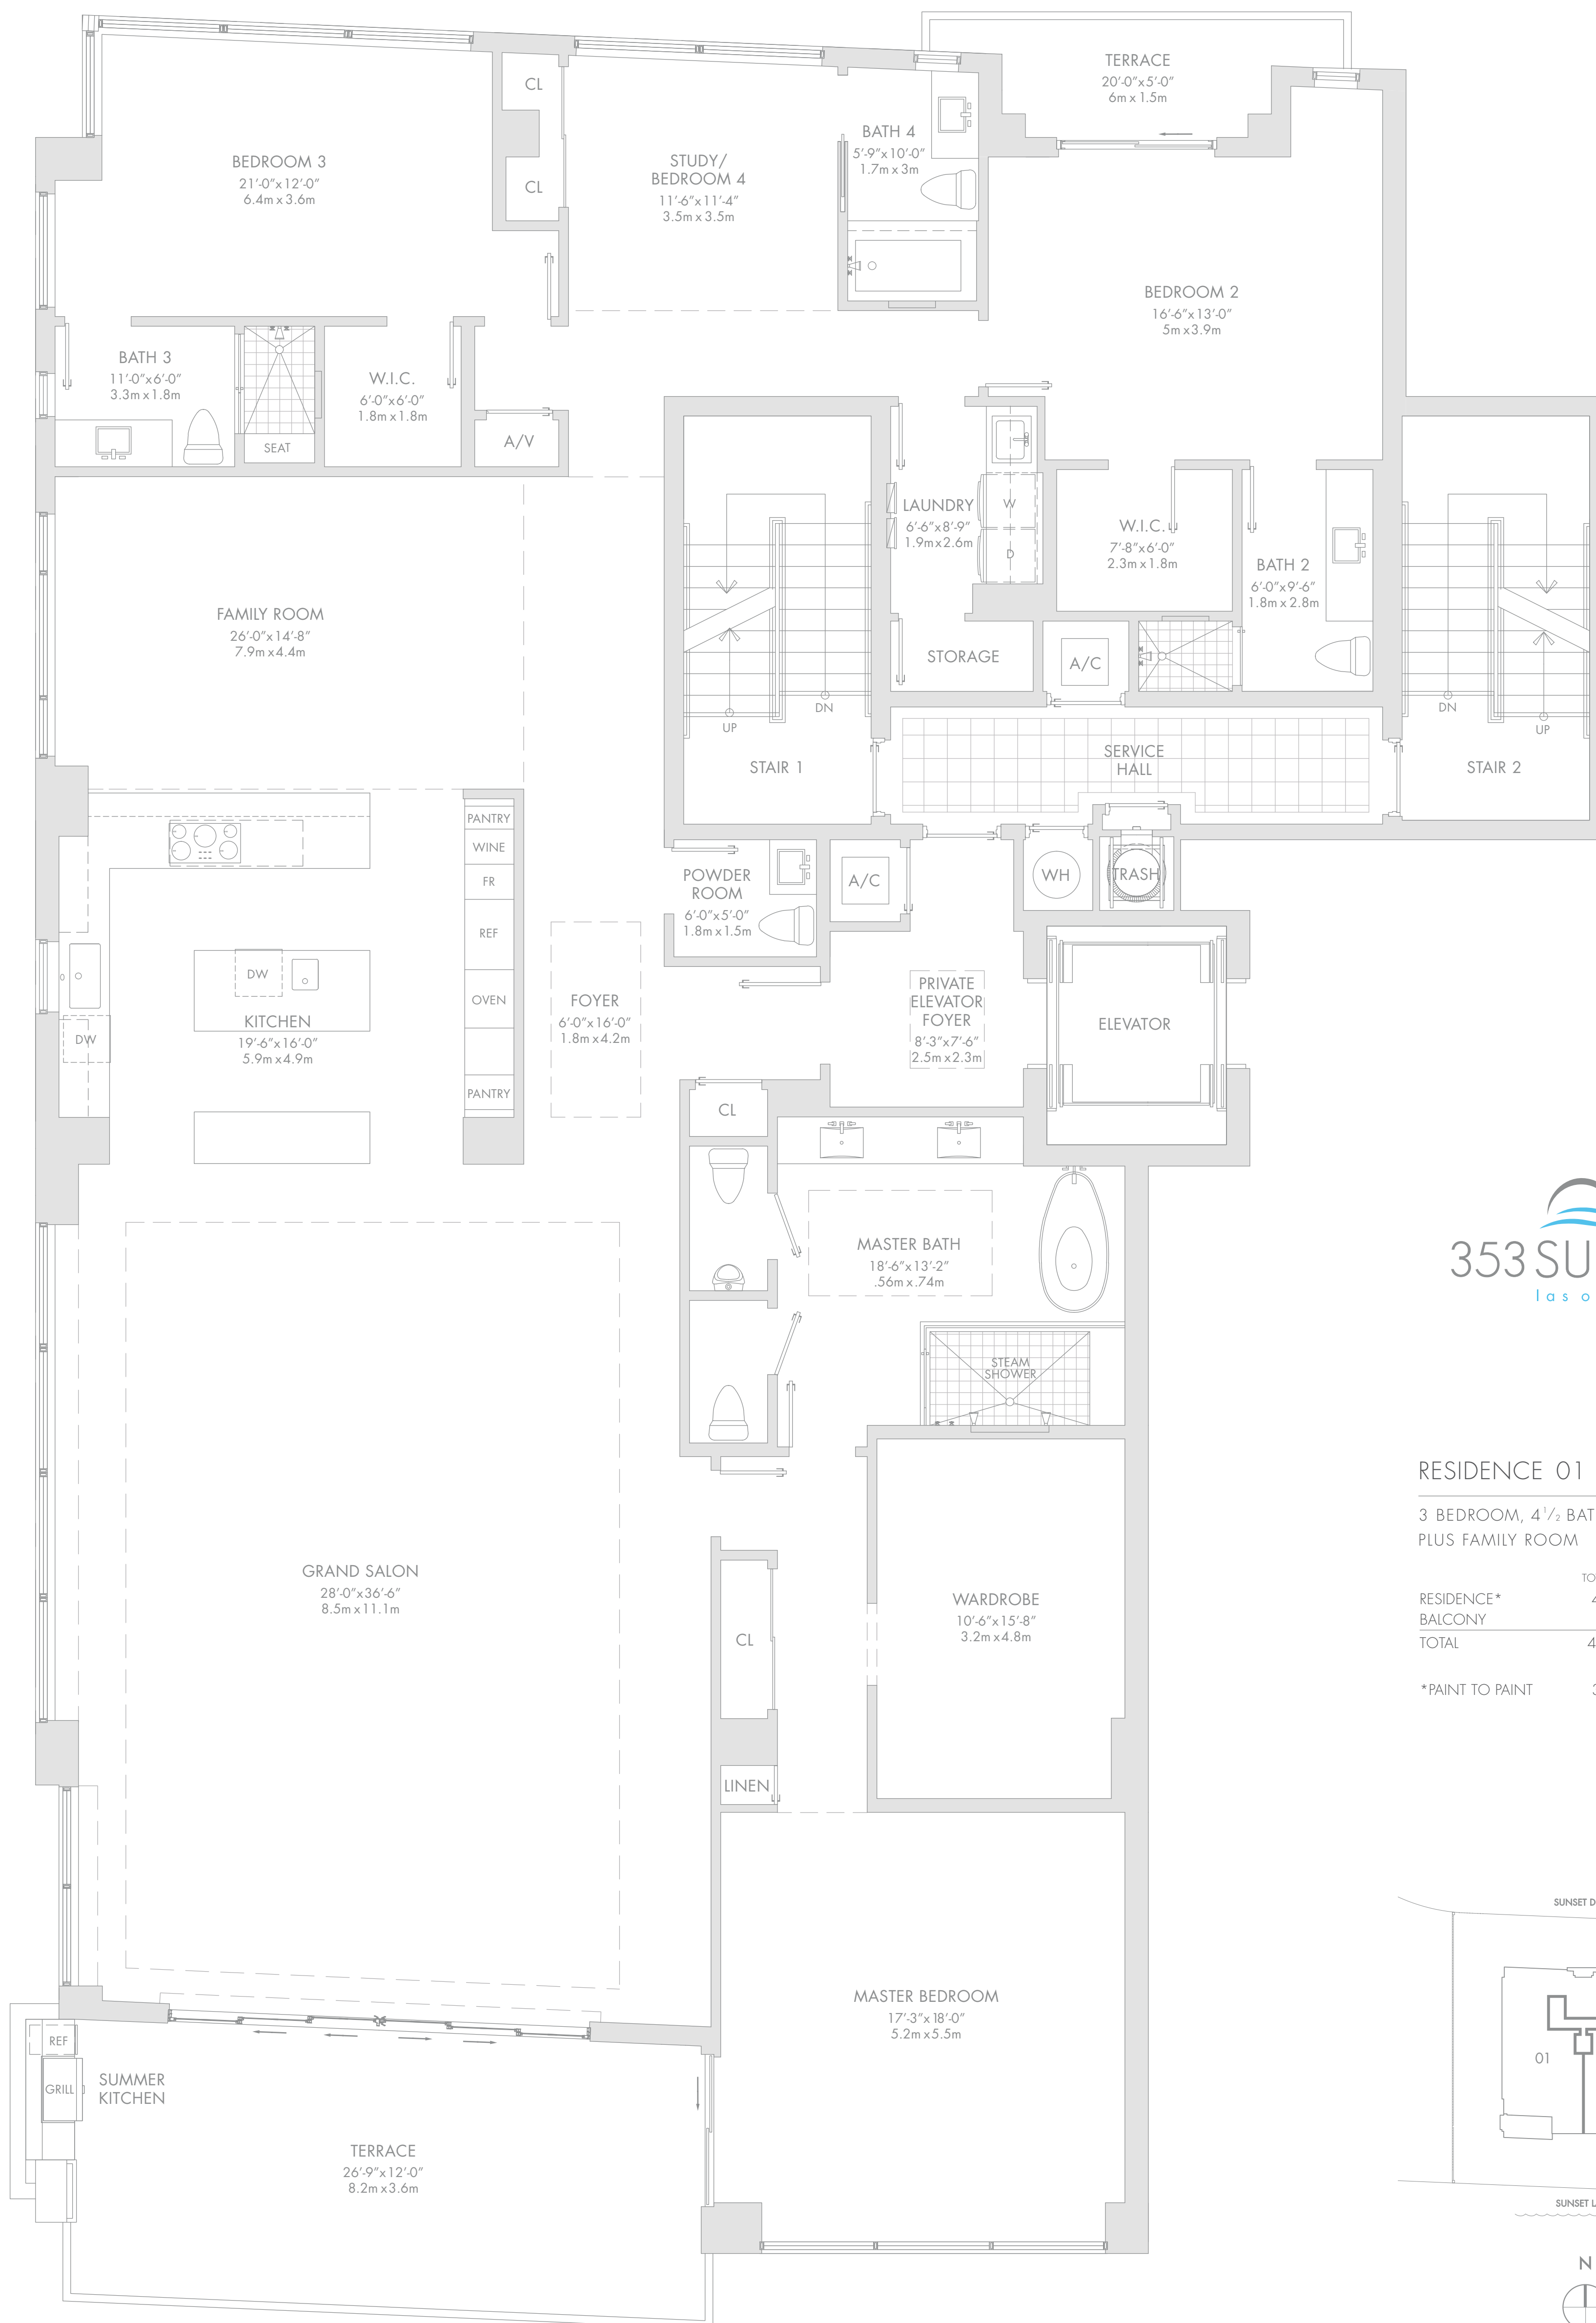 TERRACE
20'-0"x5'-0"
6m x 1.5m
CL
BATH 4
5'-9"x10'-0"
1.7m x 3m
BEDROOM 3
21'-0"x12'-0"
6.4m x 3.6m
STUDY/
BEDROOM 4
11'-6"x11'-4"
3.5m x 3.5m
CL
BEDROOM 2
16'-6"x13'-0"
5m x 3.9m
BATH 3
11'-0"x6'-0"
3.3m x 1.8m
W.I.C.
6'-0"x6'-0"
1.8m x 1.8m
SEAT
A/V
LAUNDRY
6'-6"x8'-9"
1.9m x 2.6m
W
D
W.I.C.
7'-8"x6'-0"
2.3m x 1.8m
BATH 2
6'-0"x9'-6"
1.8m x 2.8m
FAMILY ROOM
26'-0"x14'-8"
7.9m x 4.4m
STORAGE
A/C
UP
DN
DN
UP
STAIR 1
SERVICE
HALL
STAIR 2
PANTRY
WINE
FR
REF
OVEN
PANTRY
POWDER
ROOM
6'-0"x5'-0"
1.8m x 1.5m
A/C
WH
TRASH
DW
KITCHEN
19'-6"x16'-0"
5.9m x 4.9m
DW
FOYER
6'-0"x16'-0"
1.8m x 4.2m
PRIVATE
ELEVATOR
FOYER
8'-3"x7'-6"
2.5m x 2.3m
ELEVATOR
CL
MASTER BATH
18'-6"x13'-2"
.56m x .74m
STEAM
SHOWER
353 SU
las o
RESIDENCE 01
3 BEDROOM, 4 1/2 BAT
PLUS FAMILY ROOM
TO
RESIDENCE* 4
BALCONY
TOTAL 4
*PAINT TO PAINT 3
GRAND SALON
28'-0"x36'-6"
8.5m x 11.1m
WARDROBE
10'-6"x15'-8"
3.2m x 4.8m
CL
LINEN
MASTER BEDROOM
17'-3"x18'-0"
5.2m x 5.5m
REF
GRILL
SUMMER
KITCHEN
TERRACE
26'-9"x12'-0"
8.2m x 3.6m
SUNSET D
01
SUNSET L
N